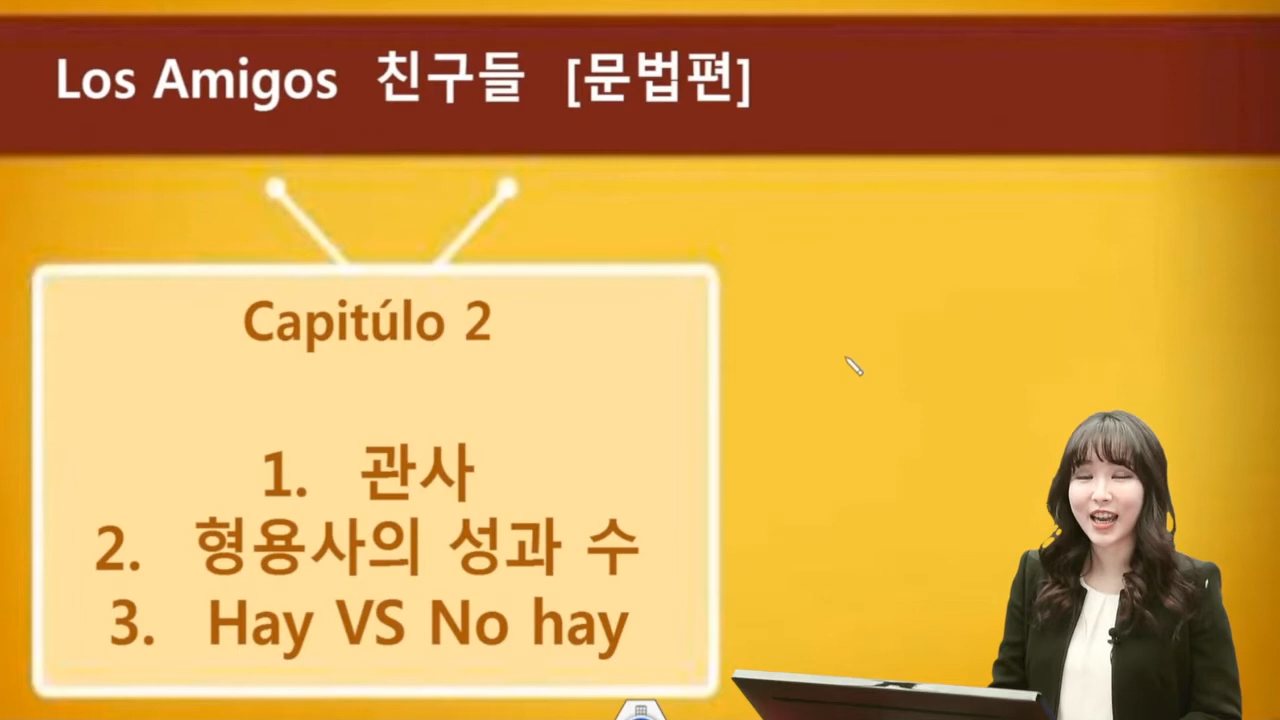 Los Amigos 친구들 [문법편]
Capitúlo 2
1. 관사
2. 형용사의 성과 수
3. Hay VS No hay